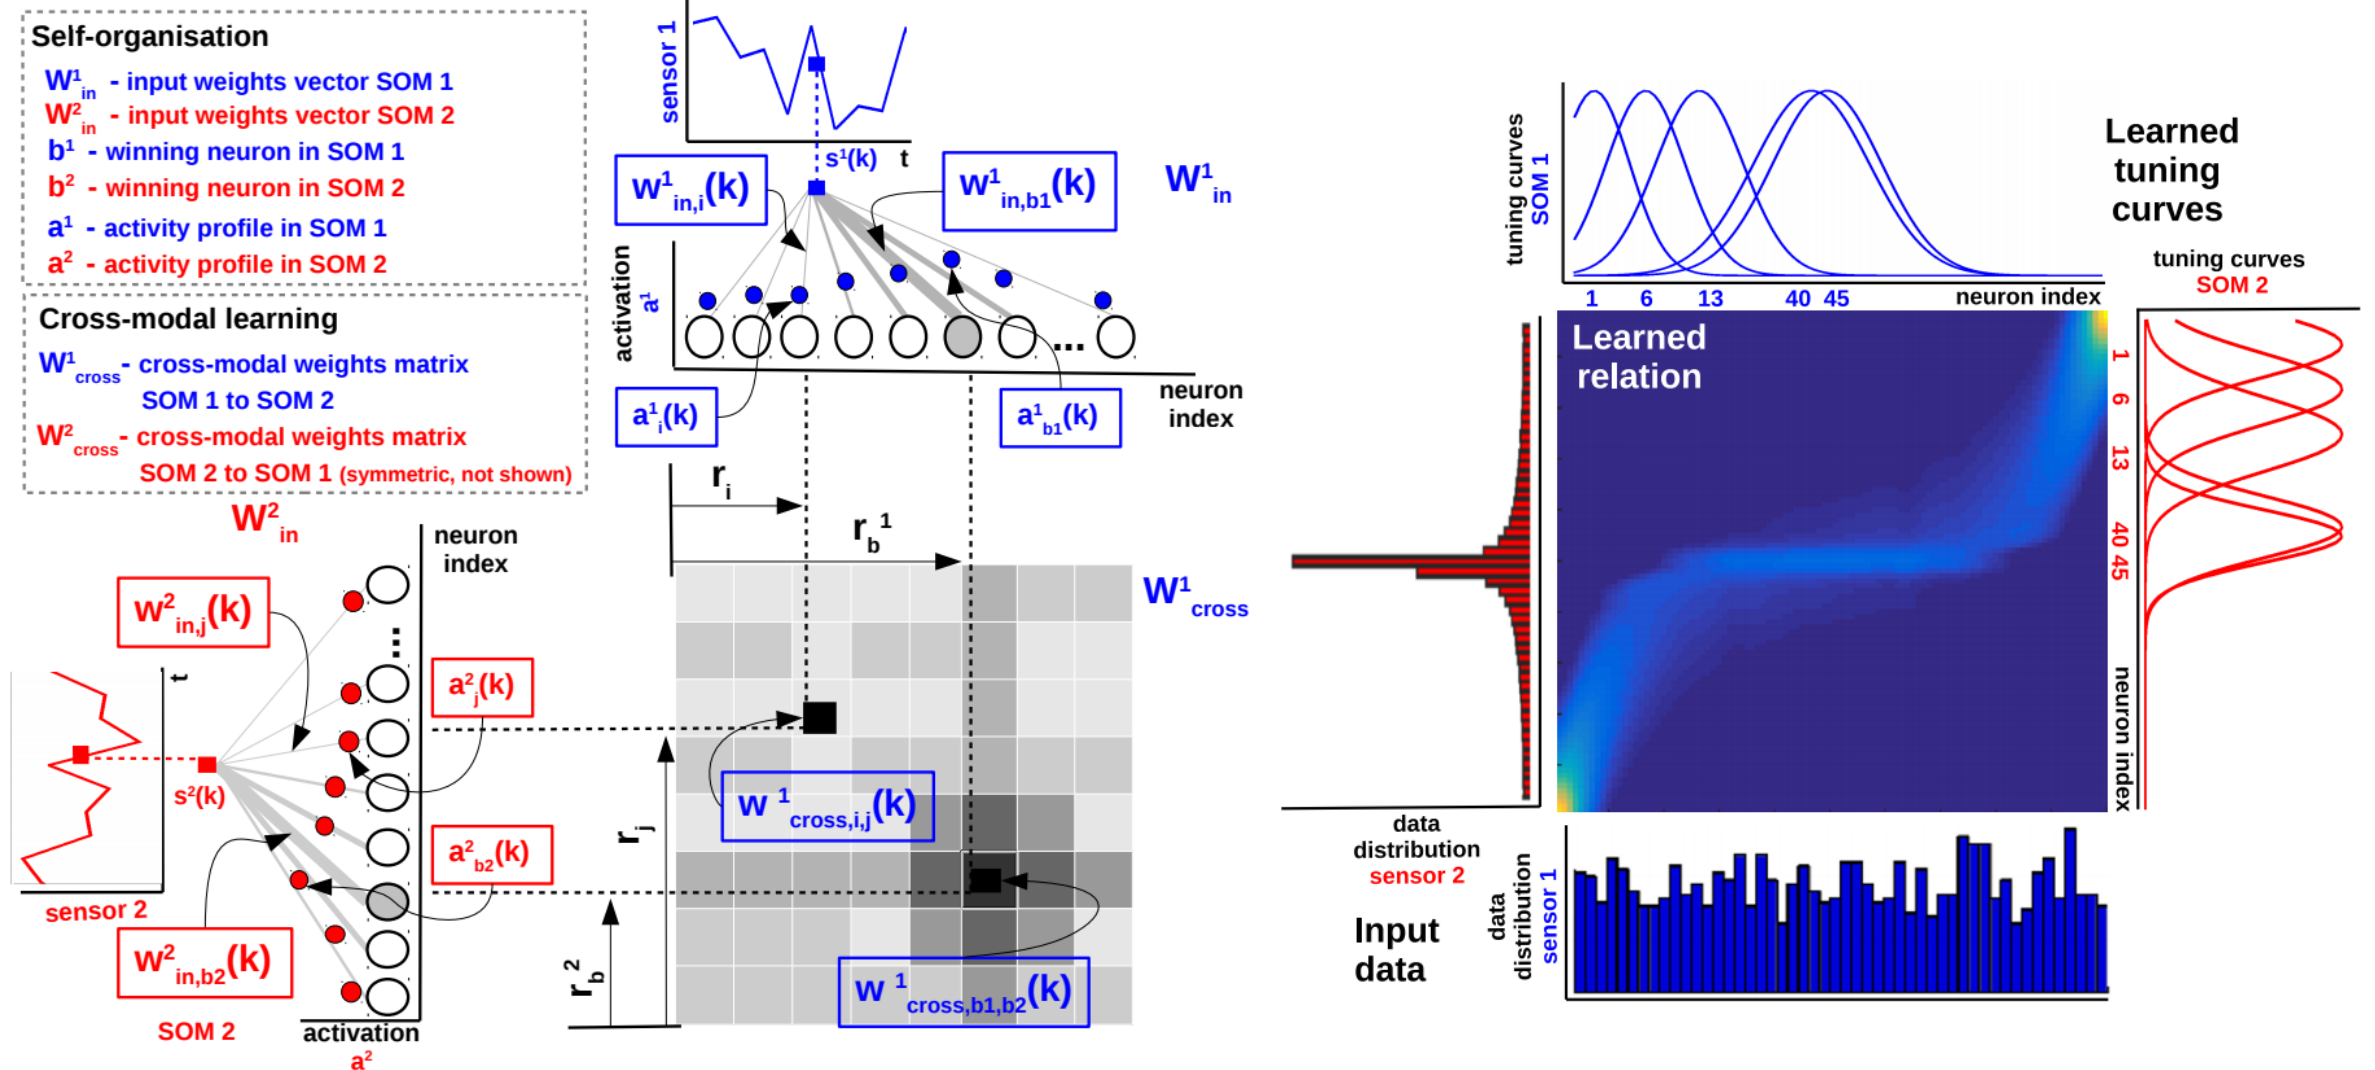 Self-organisation
W¹in - input weights vector SOM 1
W²in - input weights vector SOM 2
b¹ - winning neuron in SOM 1
b² - winning neuron in SOM 2
a¹ - activity profile in SOM 1
a² - activity profile in SOM 2
Cross-modal learning
W¹cross - cross-modal weights matrix
SOM 1 to SOM 2
W²cross - cross-modal weights matrix
SOM 2 to SOM 1 (symmetric, not shown)
sensor 1
s¹(k) t
w¹in,i(k)
w¹in,b1(k)
W¹in
activation
a¹
...
neuron
index
a¹i(k)
a¹b1(k)
ri
rb¹
W²in
neuron
index
w²in,j(k)
...
t
a²j(k)
s²(k)
a²b2(k)
sensor 2
w²in,b2(k)
SOM 2
activation
a²
W¹cross
w¹cross,i,j(k)
rj
rb²
w¹cross,b1,b2(k)
tuning curves
SOM 1
1 6 13 40 45 neuron index
Learned
tuning
curves
tuning curves
SOM 2
Learned
relation
1 6 13 40 45 neuron index
data
distribution
sensor 2
Input
data
data
distribution
sensor 1